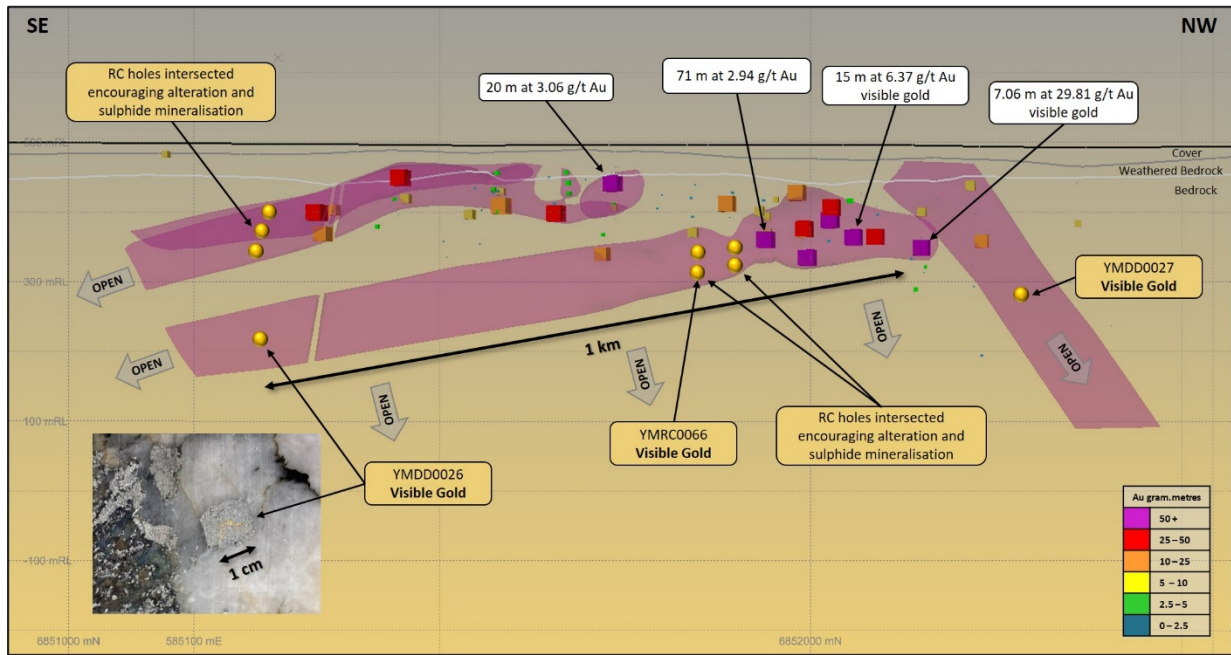 SE
NW
RC holes intersected
encouraging alteration and
sulphide mineralisation
20 m at 3.06 g/t Au
71 m at 2.94 g/t Au
15 m at 6.37 g/t Au
visible gold
7.06 m at 29.81 g/t Au
visible gold
Cover
Weathered Bedrock
Bedrock
OPEN
300 mRL
YMDD0027
Visible Gold
OPEN
1 km
OPEN
OPEN
OPEN
OPEN
100 mRL
YMRC0066
Visible Gold
RC holes intersected
encouraging alteration and
sulphide mineralisation
YMDD0026
Visible Gold
1 cm
-100 mRL
Au gram.metres
50 +
25 – 50
10 – 25
5 – 10
2.5 – 5
0 – 2.5
6851000 mN
585100 mE
6852000 mN